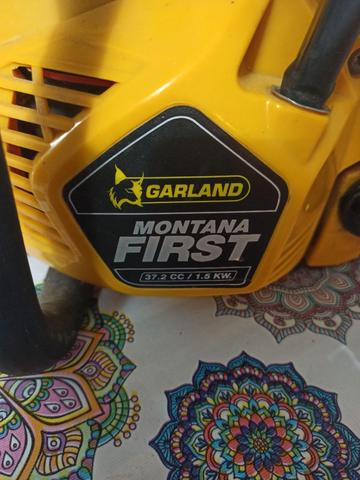 GARLAND
MONTANA
FIRST
37.2 CC / 1.5 KW.